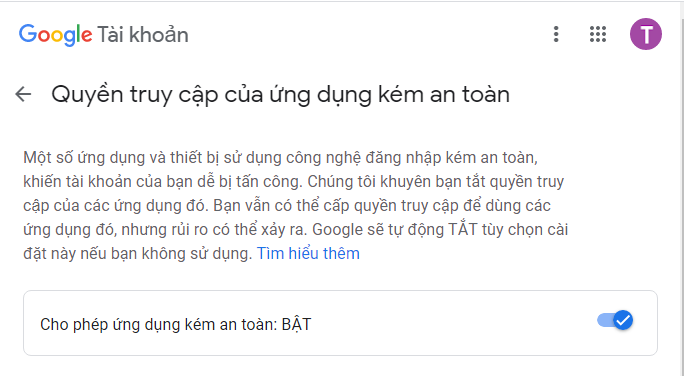 Google Tài khoản
T
Quyền truy cập của ứng dụng kém an toàn
Một số ứng dụng và thiết bị sử dụng công nghệ đăng nhập kém an toàn,
khiến tài khoản của bạn dễ bị tấn công. Chúng tôi khuyên bạn tắt quyền truy
cập của các ứng dụng đó. Bạn vẫn có thể cấp quyền truy cập để dùng các
ứng dụng đó, nhưng rủi ro có thể xảy ra. Google sẽ tự động TẮT tùy chọn cài
đặt này nếu bạn không sử dụng. Tìm hiểu thêm
Cho phép ứng dụng kém an toàn: BẬT